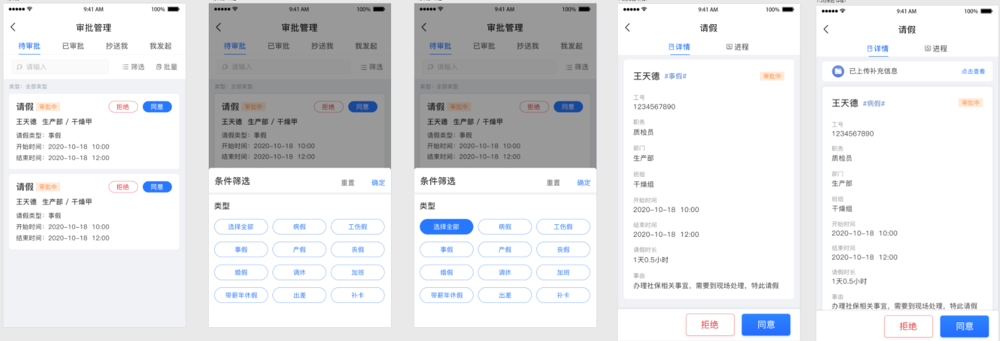 9:41 AM 100%
审批管理
待审批 已审批 抄送我 我发起
请输入 筛选 批量
类型：全部类型
请假 审批中 拒绝 同意
王天德 生产部 / 干燥甲
请假类型：事假
开始时间：2020-10-18 10:00
结束时间：2020-10-18 12:00
请假 审批中 拒绝 同意
王天德 生产部 / 干燥甲
请假类型：事假
开始时间：2020-10-18 10:00
结束时间：2020-10-18 12:00
9:41 AM 100%
审批管理
待审批 已审批 抄送我 我发起
请输入 筛选
类型：全部类型
请假 审批中 拒绝 同意
王天德 生产部 / 干燥甲
请假类型：事假
开始时间：2020-10-18 10:00
结束时间：2020-10-18 12:00
条件筛选 重置 确定
类型
选择全部 病假 工伤假
事假 产假 丧假
婚假 调休 加班
带薪年休假 出差 补卡
9:41 AM 100%
审批管理
待审批 已审批 抄送我 我发起
请输入 筛选
类型：全部类型
请假 审批中 拒绝 同意
王天德 生产部 / 干燥甲
请假类型：事假
开始时间：2020-10-18 10:00
结束时间：2020-10-18 12:00
条件筛选 重置 确定
类型
选择全部 病假 工伤假
事假 产假 丧假
婚假 调休 加班
带薪年休假 出差 补卡
9:41 AM 100%
请假
详情 进程
王天德 #事假# 审批中
工号
1234567890
职务
质检员
部门
生产部
班组
干燥组
开始时间
2020-10-18 10:00
结束时间
2020-10-18 12:00
请假时长
1天0.5小时
事由
办理社保相关事宜，需要到现场处理，特此请假
拒绝 同意
1-2待审批-详情1
9:41 AM 100%
请假
详情 进程
已上传补充信息 点击查看
王天德 #病假# 审批中
工号
1234567890
职务
质检员
部门
生产部
班组
干燥组
开始时间
2020-10-18 10:00
结束时间
2020-10-18 12:00
请假时长
1天0.5小时
事由
办理社保相关事宜，需要到现场处理，特此请假
拒绝 同意